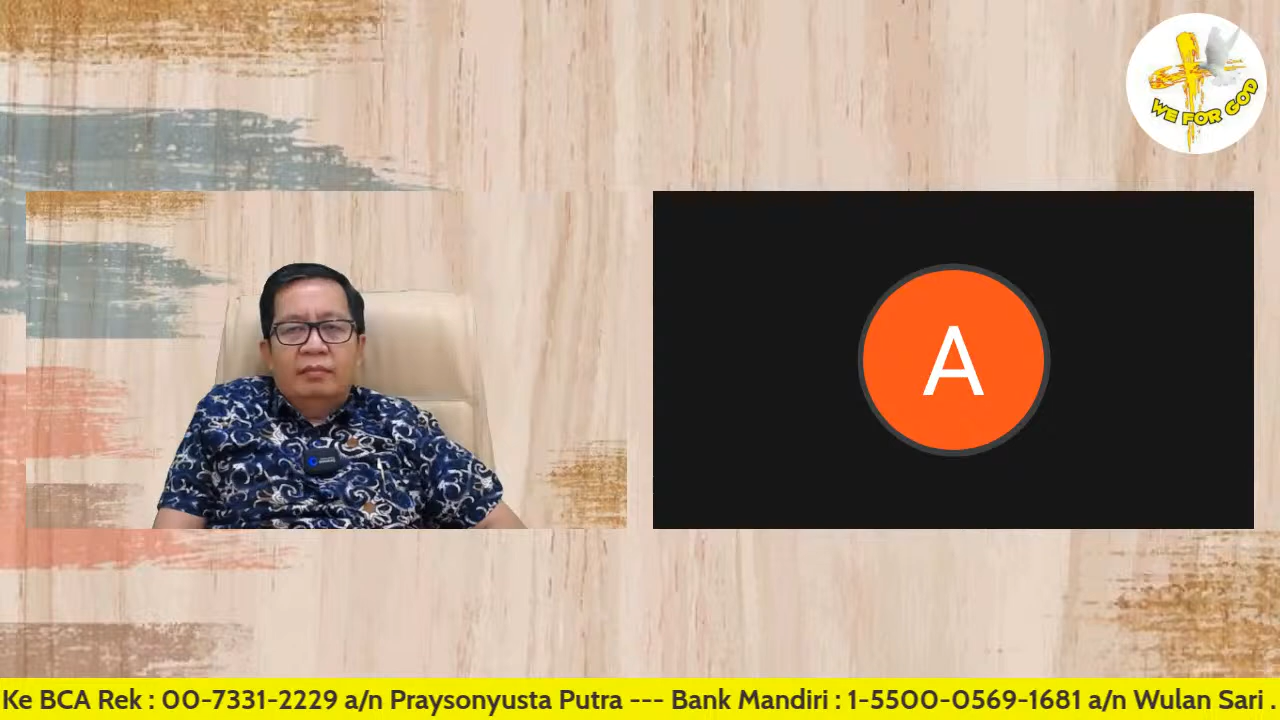 WE FOR GOD
A
Ke BCA Rek : 00-7331-2229 a/n Praysonyusta Putra --- Bank Mandiri : 1-5500-0569-1681 a/n Wulan Sari .